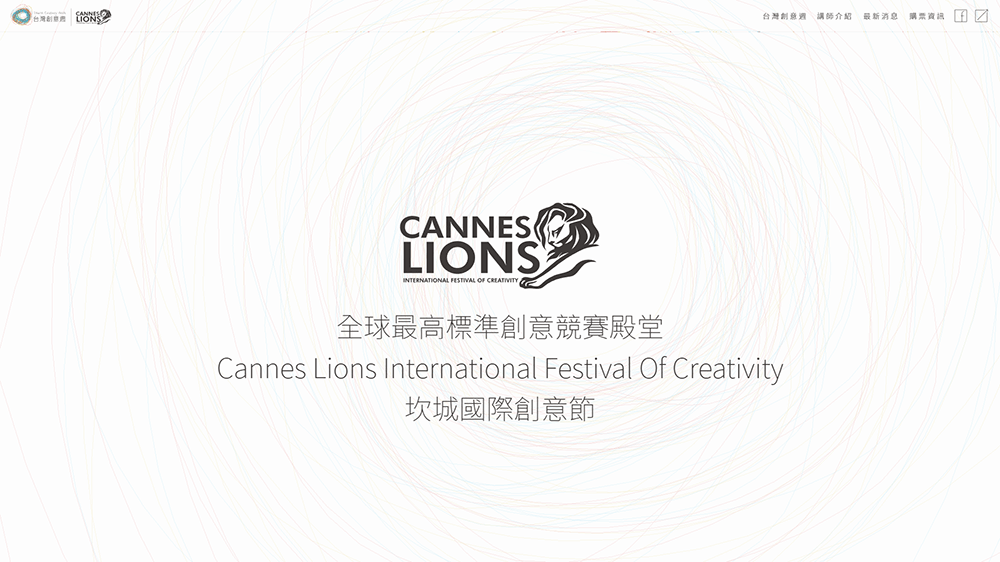 台灣創意週
CANNES
LIONS
台灣創意週
講師介紹
最新消息
購票資訊
CANNES
LIONS
INTERNATIONAL FESTIVAL OF CREATIVITY
全球最高標準創意競賽殿堂
Cannes Lions International Festival Of Creativity
坎城國際創意節